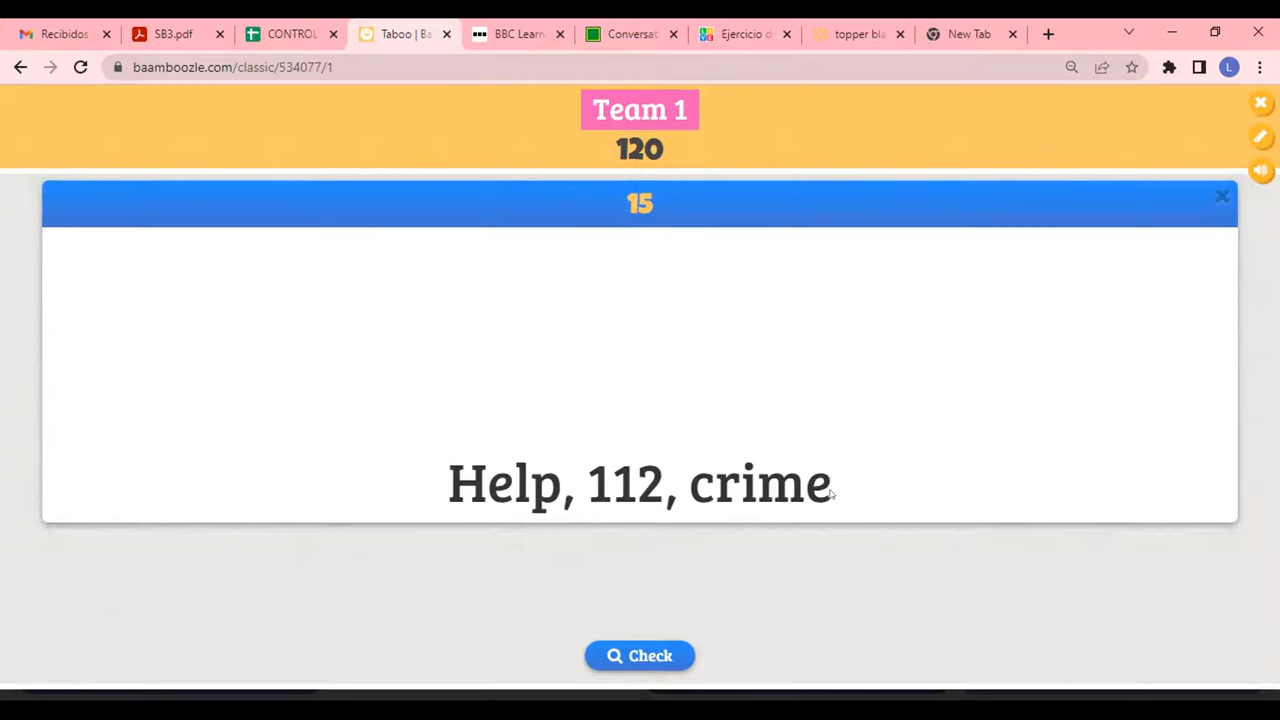 Recibidos
SB3.pdf
CONTROL
Taboo | Ba
BBC Learn
Conversat
Ejercicio d
topper bla
New Tab
baamboozle.com/classic/534077/1
L
Team 1
120
15
Help, 112, crime
Check